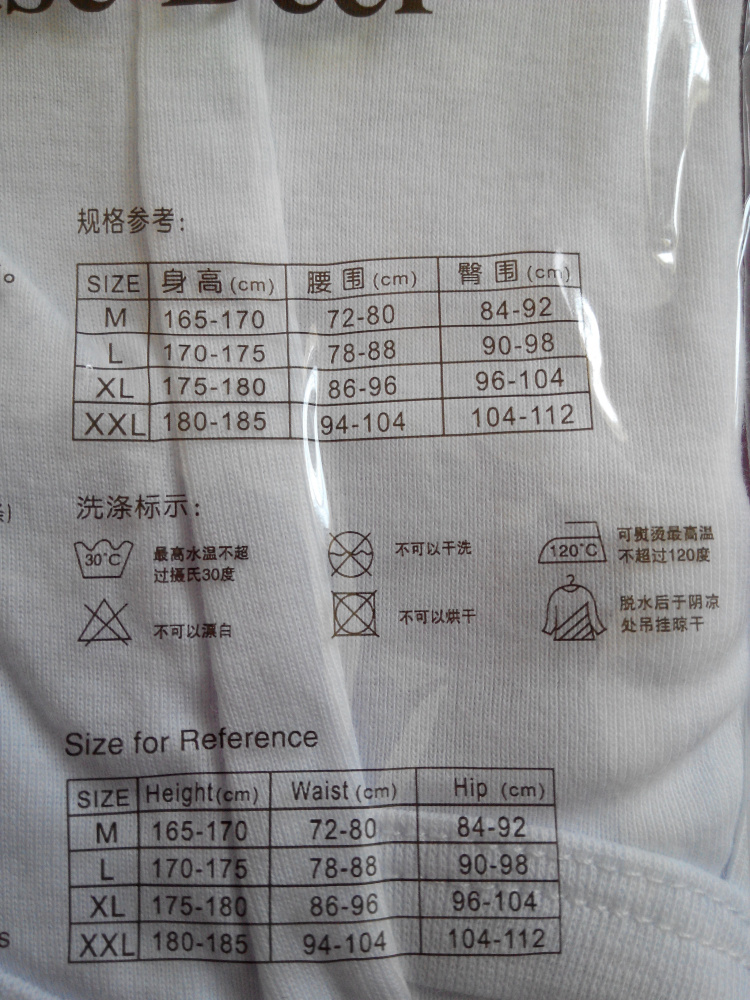 规格参考:
SIZE 身高(cm) 腰围(cm) 臀围(cm)
M 165-170 72-80 84-92
L 170-175 78-88 90-98
XL 175-180 86-96 96-104
XXL 180-185 94-104 104-112
洗涤标示:
30°C 最高水温不超
过摄氏30度
不可以干洗
120°C 可熨烫最高温
不超过120度
不可以漂白
不可以烘干
脱水后于阴凉
处吊挂晾干
Size for Reference
SIZE Height(cm) Waist (cm) Hip (cm)
M 165-170 72-80 84-92
L 170-175 78-88 90-98
XL 175-180 86-96 96-104
XXL 180-185 94-104 104-112